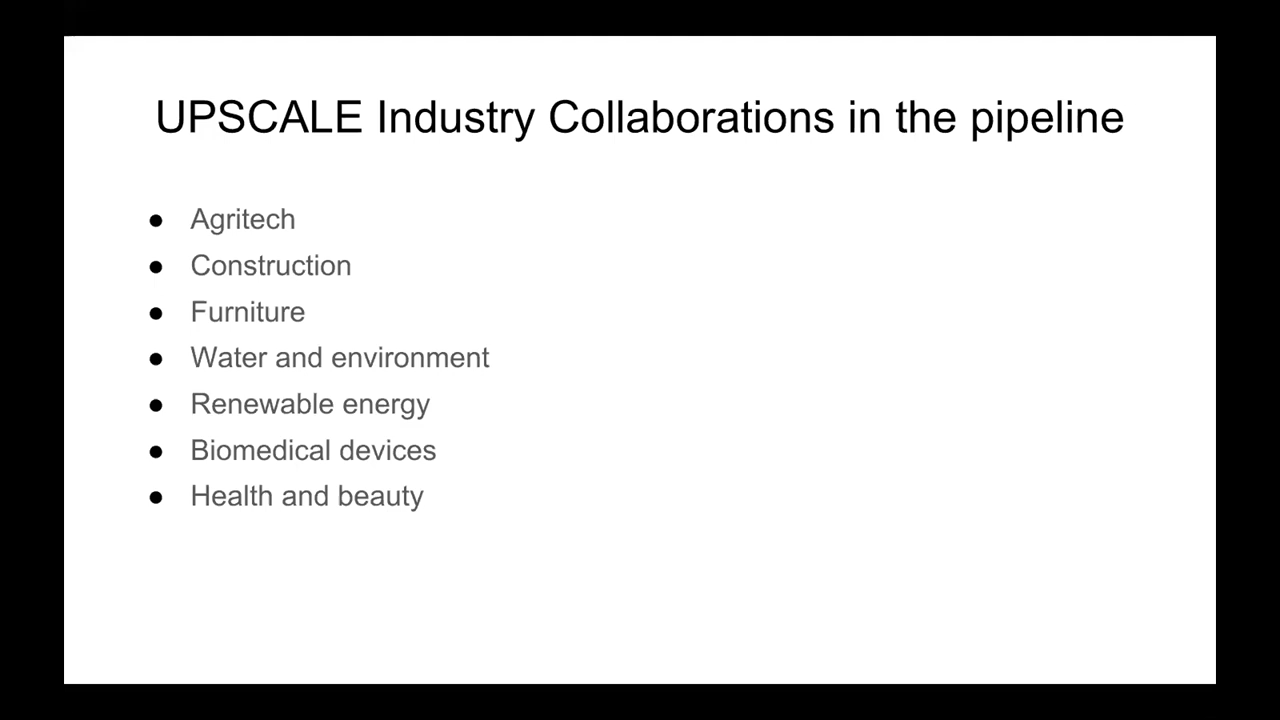 UPSCALE Industry Collaborations in the pipeline
● Agritech
● Construction
● Furniture
● Water and environment
● Renewable energy
● Biomedical devices
● Health and beauty